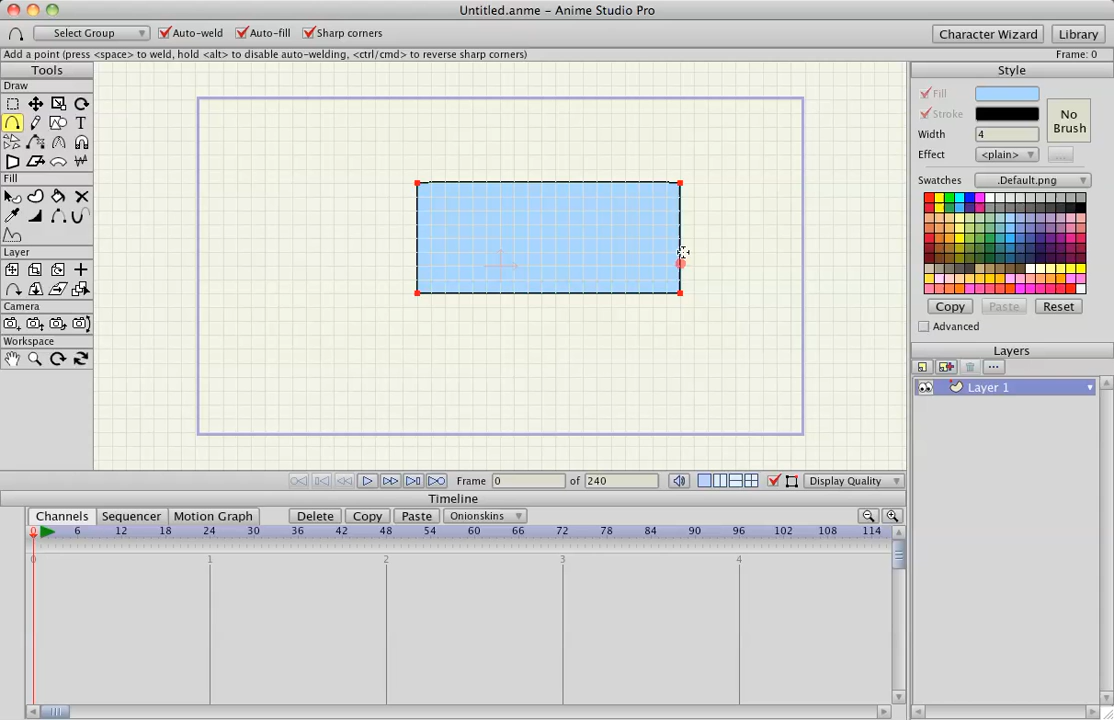 Untitled.anme – Anime Studio Pro
Select Group Auto-weld Auto-fill Sharp corners Character Wizard Library
Add a point (press <space> to weld, hold <alt> to disable auto-welding, <ctrl/cmd> to reverse sharp corners) Frame: 0
Tools
Draw
T
Fill
Layer
Camera
Workspace
Style
Fill
Stroke
No Brush
Width 4
Effect <plain> ...
Swatches .Default.png
Copy Paste Reset
Advanced
Layers
Layer 1
Frame 0 of 240 Display Quality
Timeline
Channels Sequencer Motion Graph Delete Copy Paste Onionskins
0 6 12 18 24 30 36 42 48 54 60 66 72 78 84 90 96 102 108 114
0 1 2 3 4